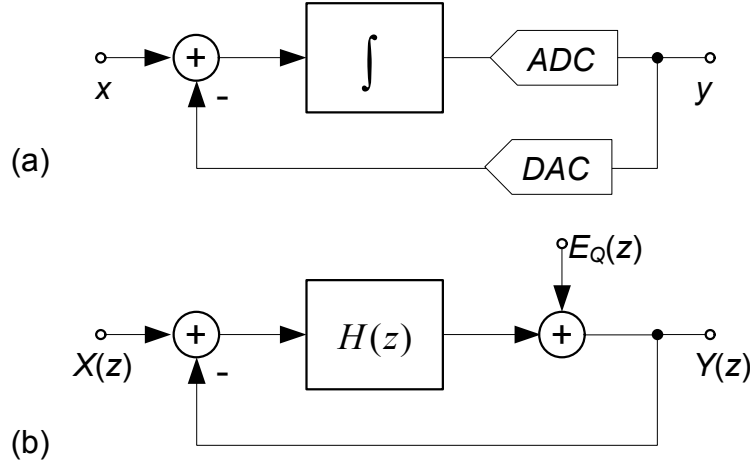 +
∫
ADC
x
-
y
(a)
DAC
E_Q(z)
+
H(z)
+
X(z)
-
Y(z)
(b)